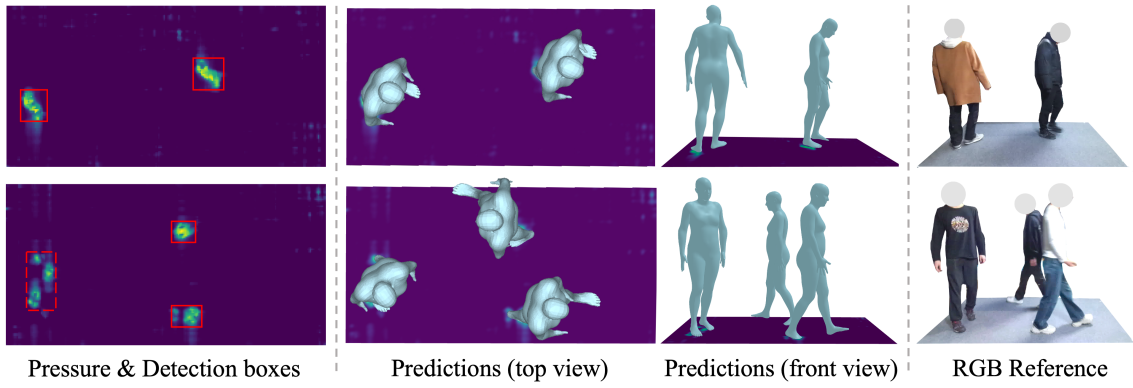 Pressure & Detection boxes
Predictions (top view)
Predictions (front view)
RGB Reference